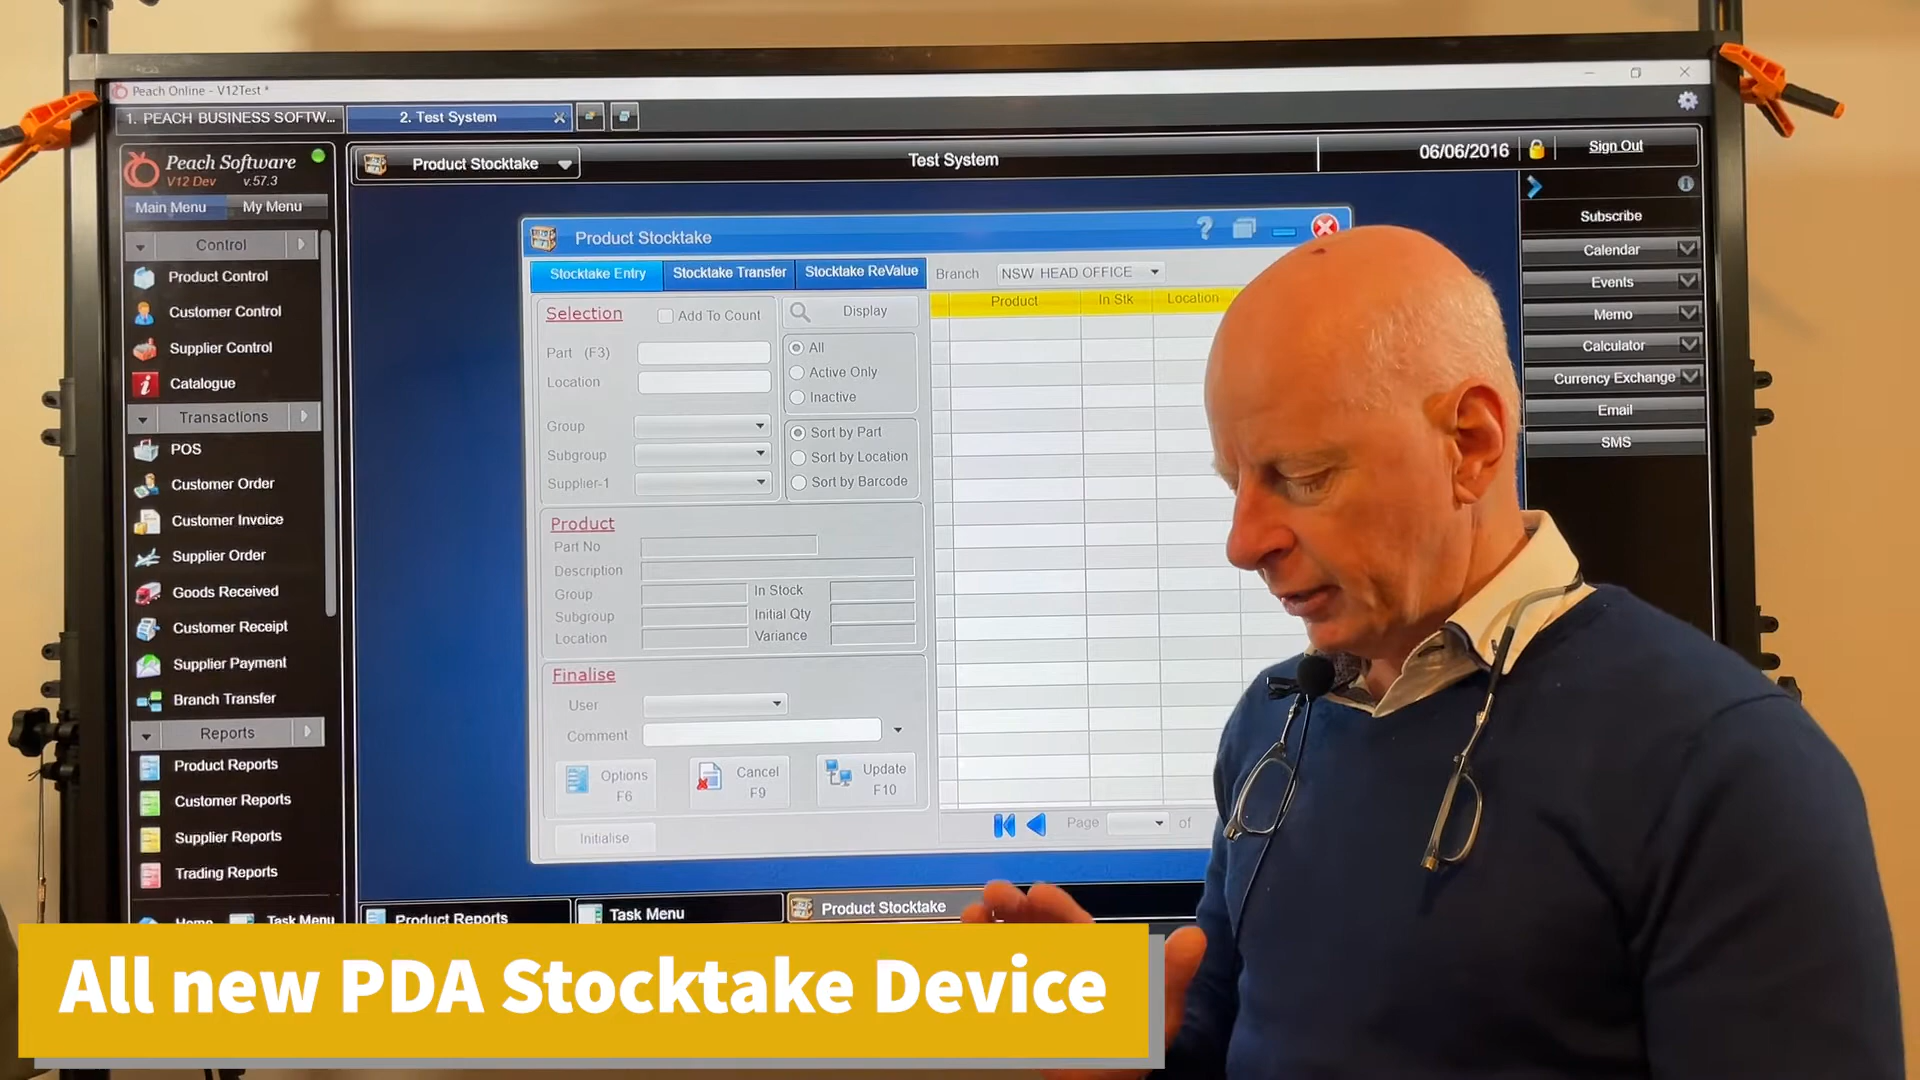 Peach Online - V12Test *
1. PEACH BUSINESS SOFTW...
2. Test System
Peach Software
V12 Dev v.57.3
Main Menu My Menu
Control
Product Control
Customer Control
Supplier Control
Catalogue
Transactions
POS
Customer Order
Customer Invoice
Supplier Order
Goods Received
Customer Receipt
Supplier Payment
Branch Transfer
Reports
Product Reports
Customer Reports
Supplier Reports
Trading Reports
Home Task Menu
Product Stocktake
Test System
06/06/2016
Sign Out
Product Stocktake
Stocktake Entry Stocktake Transfer Stocktake ReValue
Branch NSW HEAD OFFICE
Selection
Add To Count
Display
Part (F3)
Location
Group
Subgroup
Supplier-1
All
Active Only
Inactive
Sort by Part
Sort by Location
Sort by Barcode
Product In Stk Location
Product
Part No
Description
Group
In Stock
Subgroup
Initial Qty
Location
Variance
Finalise
User
Comment
Options
F6
Cancel
F9
Update
F10
Initialise
Page of
Subscribe
Calendar
Events
Memo
Calculator
Currency Exchange
Email
SMS
Product Reports
Task Menu
Product Stocktake
All new PDA Stocktake Device